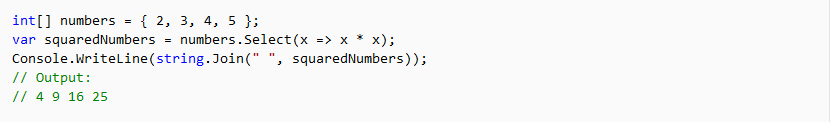 int[] numbers = { 2, 3, 4, 5 };
var squaredNumbers = numbers.Select(x => x * x);
Console.WriteLine(string.Join(" ", squaredNumbers));
// Output:
// 4 9 16 25